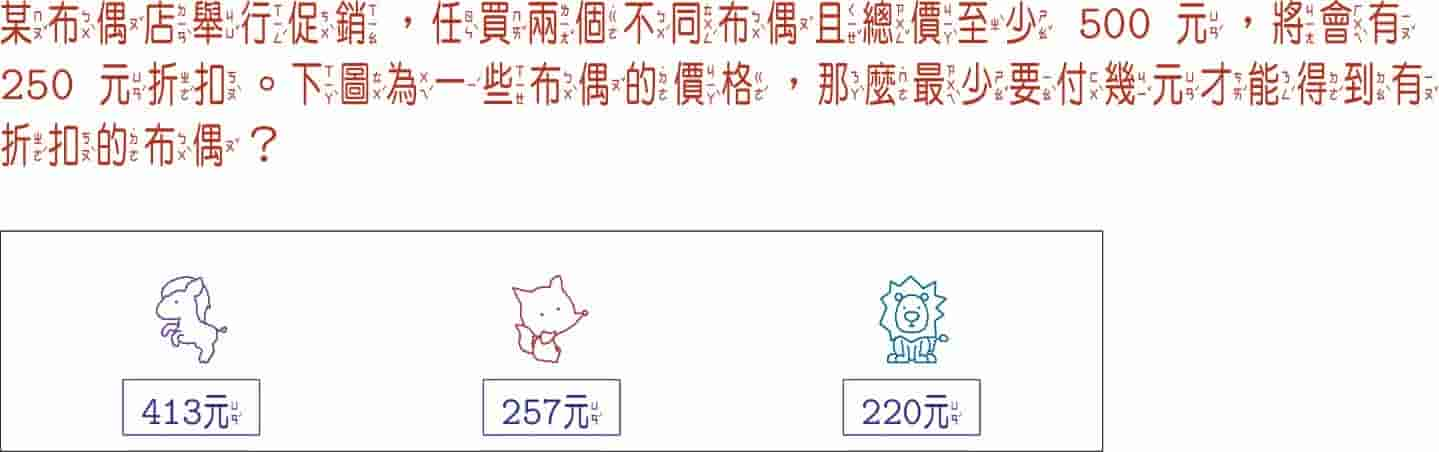 某布偶店舉行促銷，任買兩個不同布偶且總價至少 500 元，將會有
250 元折扣。下圖為一些布偶的價格，那麼最少要付幾元才能得到有
折扣的布偶？
413元 257元 220元